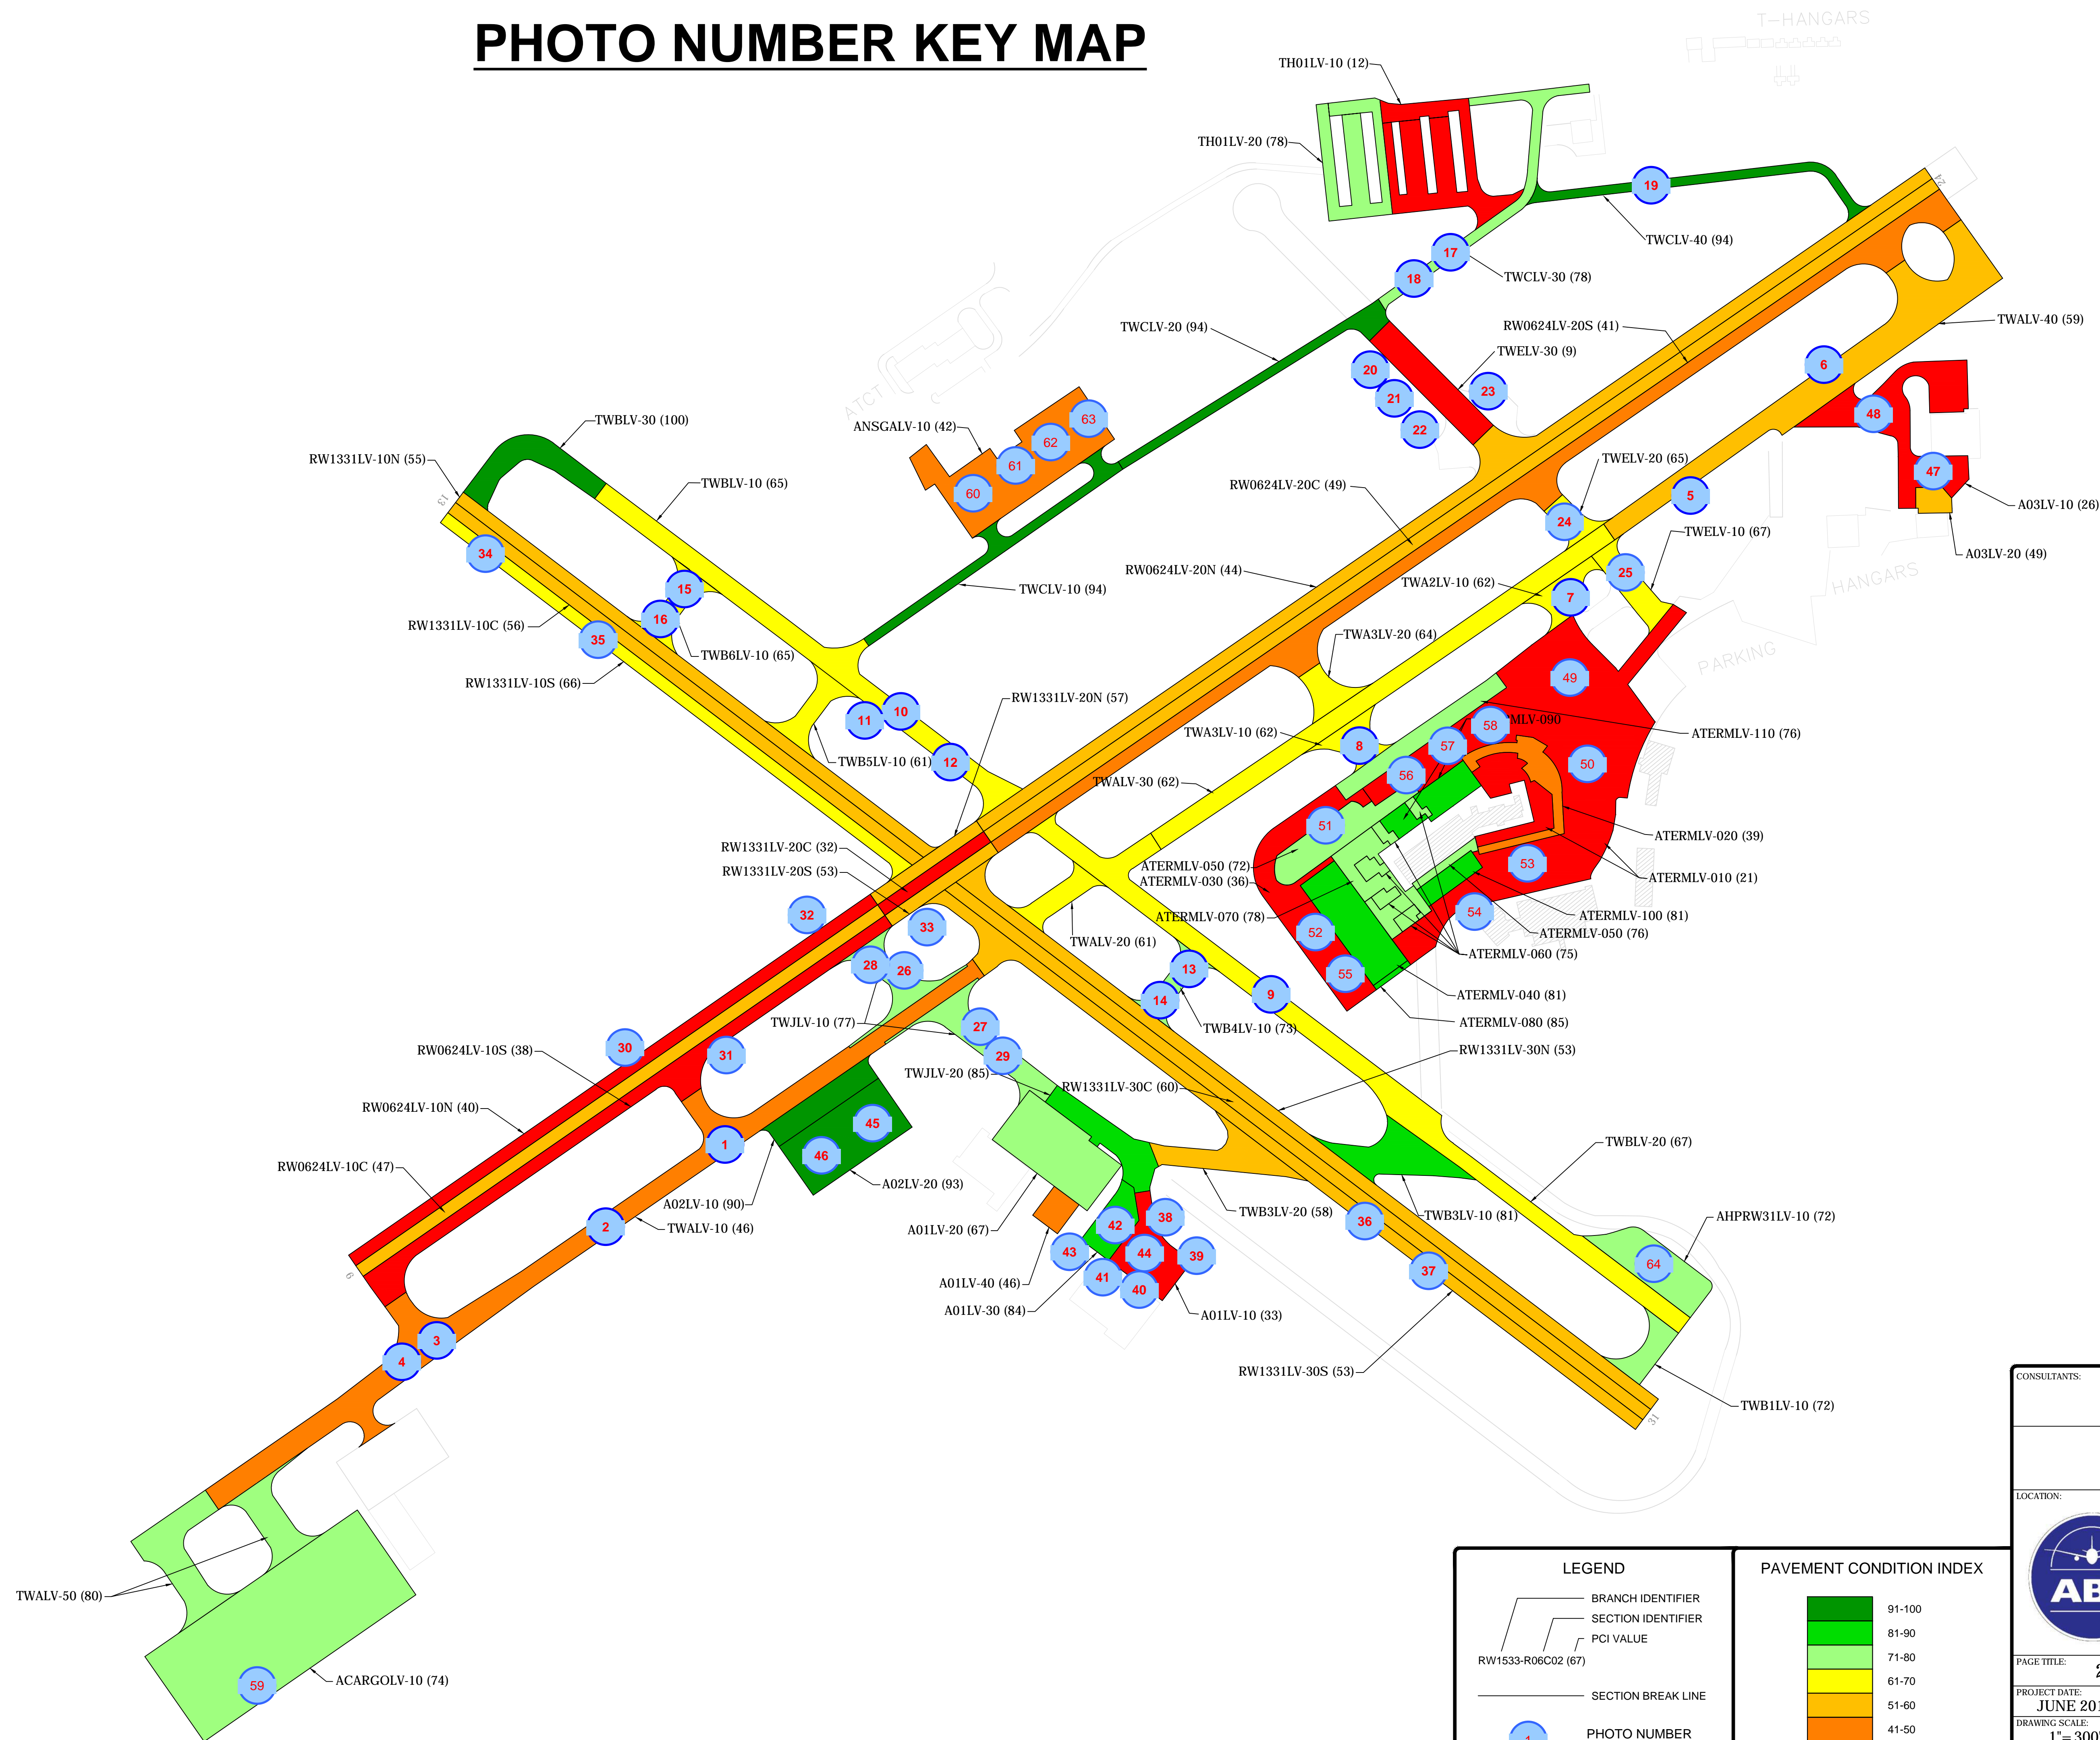 PHOTO NUMBER KEY MAP
T-HANGARS
TH01LV-10 (12)
TH01LV-20 (78)
19
24
TWCLV-40 (94)
17
18
TWCLV-30 (78)
TWCLV-20 (94)
RW0624LV-20S (41)
TWALV-40 (59)
TWELV-30 (9)
20
21
22
23
6
ATCT
48
47
A03LV-10 (26)
A03LV-20 (49)
ANSGALV-10 (42)
63
62
61
60
TWBLV-30 (100)
RW1331LV-10N (55)
13
TWBLV-10 (65)
TWELV-20 (65)
RW0624LV-20C (49)
5
24
TWELV-10 (67)
34
RW0624LV-20N (44)
TWCLV-10 (94)
TWA2LV-10 (62)
25
HANGARS
15
16
7
RW1331LV-10C (56)
35
TWA3LV-20 (64)
TWB6LV-10 (65)
PARKING
RW1331LV-10S (66)
49
RW1331LV-20N (57)
10
11
MLV-090
58
ATERMLV-110 (76)
TWA3LV-10 (62)
8
57
TWB5LV-10 (61)
12
50
56
TWALV-30 (62)
51
ATERMLV-020 (39)
RW1331LV-20C (32)
RW1331LV-20S (53)
ATERMLV-050 (72)
ATERMLV-030 (36)
53
ATERMLV-010 (21)
32
33
ATERMLV-070 (78)
54
ATERMLV-100 (81)
52
ATERMLV-050 (76)
TWALV-20 (61)
ATERMLV-060 (75)
28
26
13
55
14
9
ATERMLV-040 (81)
TWJLV-10 (77)
27
TWB4LV-10 (73)
ATERMLV-080 (85)
30
31
29
RW0624LV-10S (38)
RW1331LV-30N (53)
TWJLV-20 (85)
RW1331LV-30C (60)
RW0624LV-10N (40)
45
1
46
TWBLV-20 (67)
RW0624LV-10C (47)
A02LV-20 (93)
A02LV-10 (90)
TWALV-10 (46)
2
TWB3LV-20 (58)
TWB3LV-10 (81)
AHPRW31LV-10 (72)
A01LV-20 (67)
42
38
36
43
44
39
64
37
41
40
6
A01LV-40 (46)
A01LV-30 (84)
A01LV-10 (33)
3
4
RW1331LV-30S (53)
TWB1LV-10 (72)
31
TWALV-50 (80)
59
ACARGOLV-10 (74)
LEGEND
BRANCH IDENTIFIER
SECTION IDENTIFIER
PCI VALUE
RW1533-R06C02 (67)
SECTION BREAK LINE
1
PHOTO NUMBER
PAVEMENT CONDITION INDEX
91-100
81-90
71-80
61-70
51-60
41-50
CONSULTANTS:
LOCATION:
PAGE TITLE:
PROJECT DATE:
JUNE 201
DRAWING SCALE:
1"= 300'